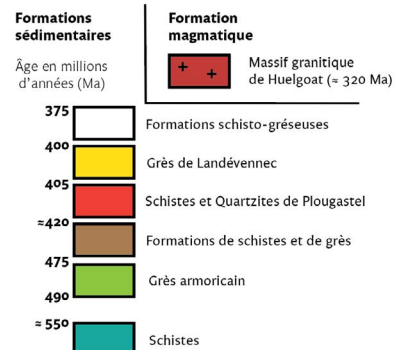 Formations
sédimentaires
Âge en millions
d'années (Ma)
Formation
magmatique
+ +
Massif granitique
de Huelgoat (≈ 320 Ma)
375
Formations schisto-gréseuses
400
Grès de Landévennec
405
Schistes et Quartzites de Plougastel
≈420
Formations de schistes et de grès
475
Grès armoricain
490
≈ 550
Schistes